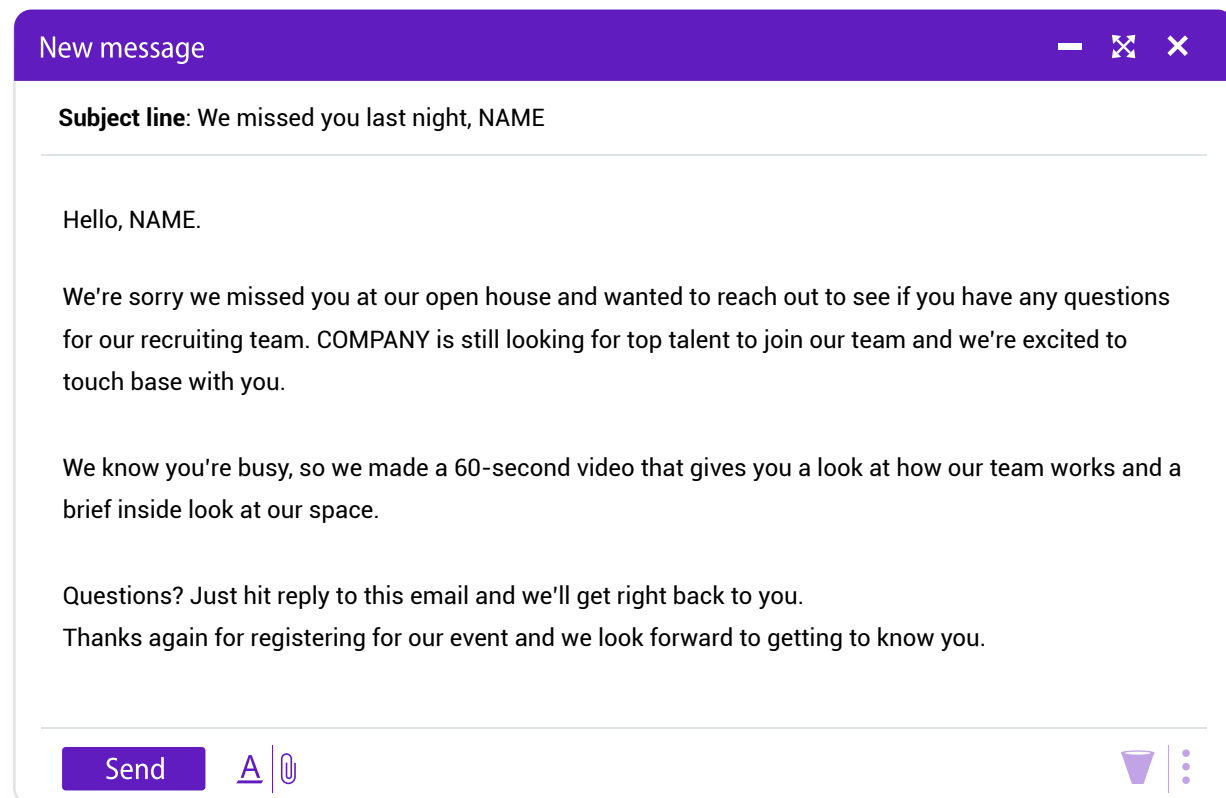 New message
Subject line: We missed you last night, NAME
Hello, NAME.
We're sorry we missed you at our open house and wanted to reach out to see if you have any questions
for our recruiting team. COMPANY is still looking for top talent to join our team and we're excited to
touch base with you.
We know you're busy, so we made a 60-second video that gives you a look at how our team works and a
brief inside look at our space.
Questions? Just hit reply to this email and we'll get right back to you.
Thanks again for registering for our event and we look forward to getting to know you.
Send A